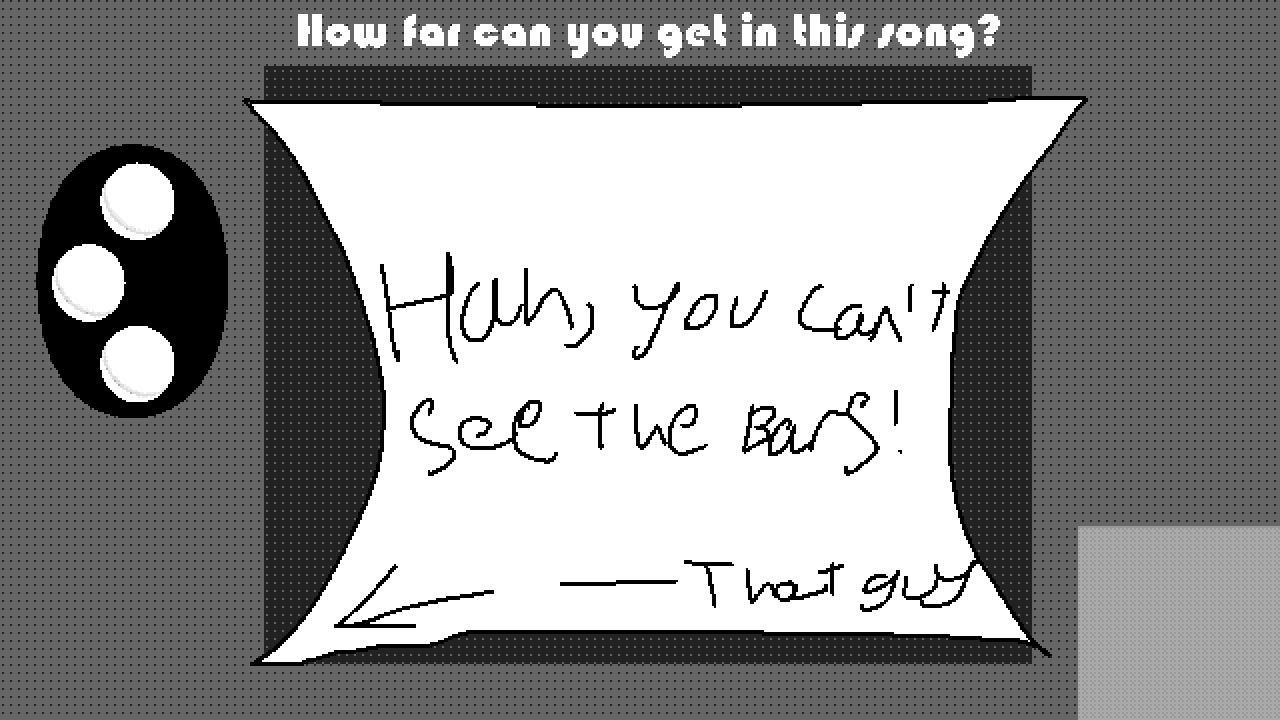 How far can you get in this song?
Hah, you can't
see the Bars!
— That guy